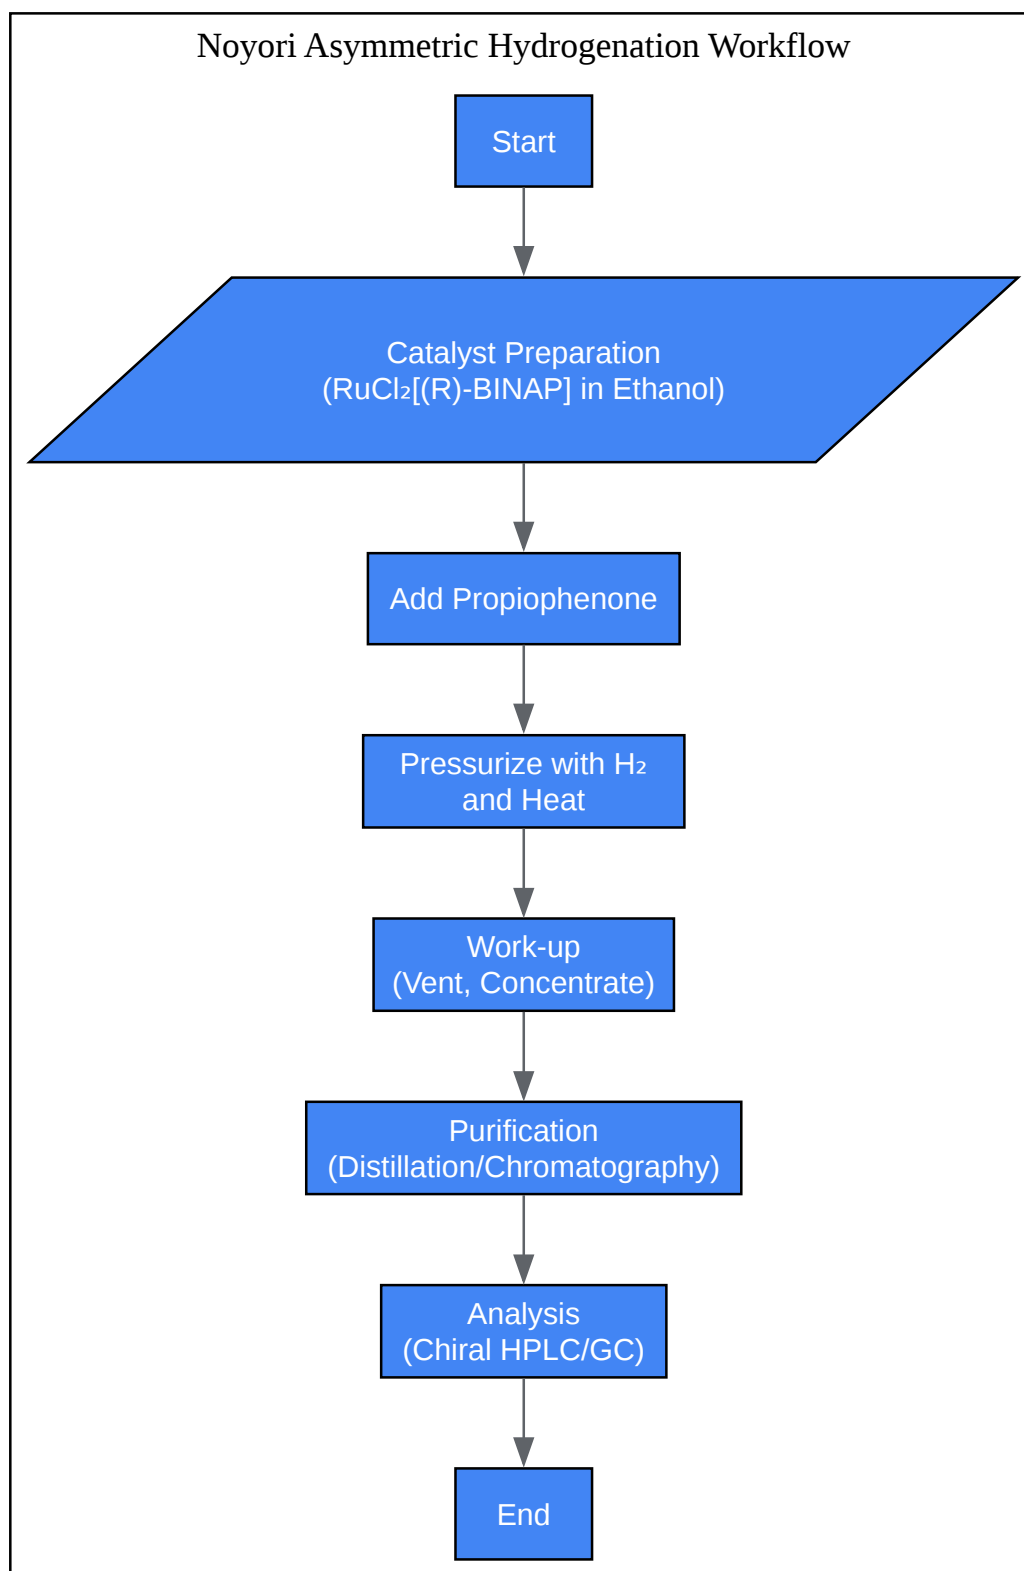 Noyori Asymmetric Hydrogenation Workflow
Start
Catalyst Preparation
(RuCl₂[(R)-BINAP] in Ethanol)
Add Propiophenone
Pressurize with H₂
and Heat
Work-up
(Vent, Concentrate)
Purification
(Distillation/Chromatography)
Analysis
(Chiral HPLC/GC)
End